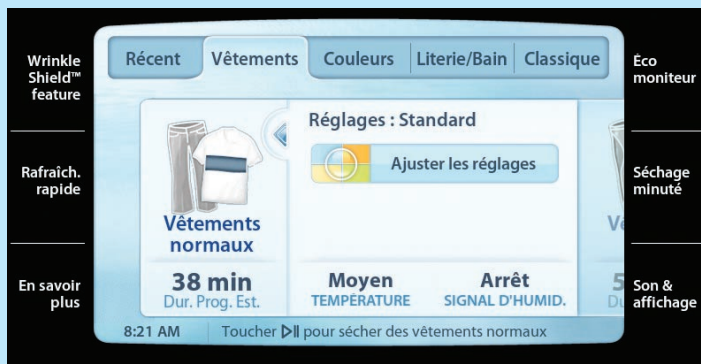 Wrinkle
Shield™
feature
Rafraîch.
rapide
En savoir
plus
Récent
Vêtements
Couleurs
Literie/Bain
Classique
Vêtements
normaux
38 min
Dur. Prog. Est.
Réglages : Standard
Ajuster les réglages
Moyen
TEMPÉRATURE
Arrêt
SIGNAL D'HUMID.
8:21 AM
Toucher ▷II pour sécher des vêtements normaux
Éco
moniteur
Séchage
minuté
Son &
affichage